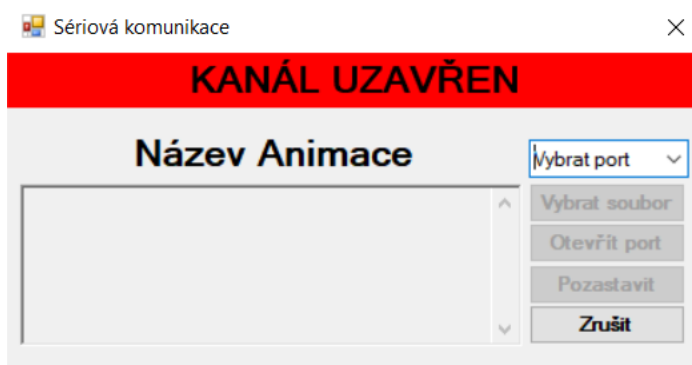 Sériová komunikace
KANÁL UZAVŘEN
Název Animace
Vybrat port
Vybrat soubor
Otevřít port
Pozastavit
Zrušit